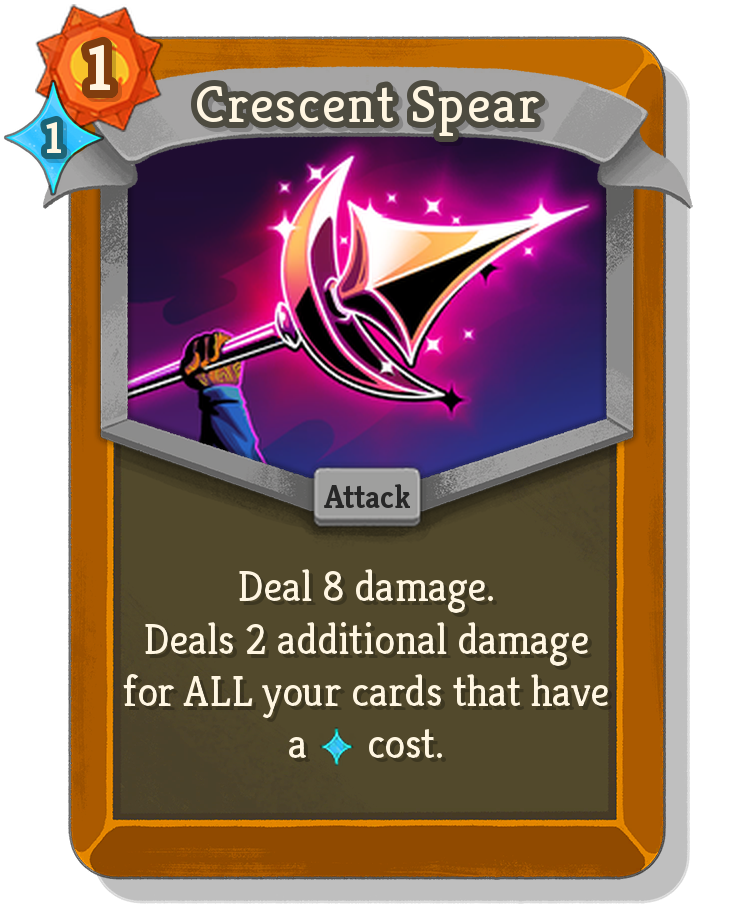 1
Crescent Spear
1
Attack
Deal 8 damage.
Deals 2 additional damage
for ALL your cards that have
a cost.